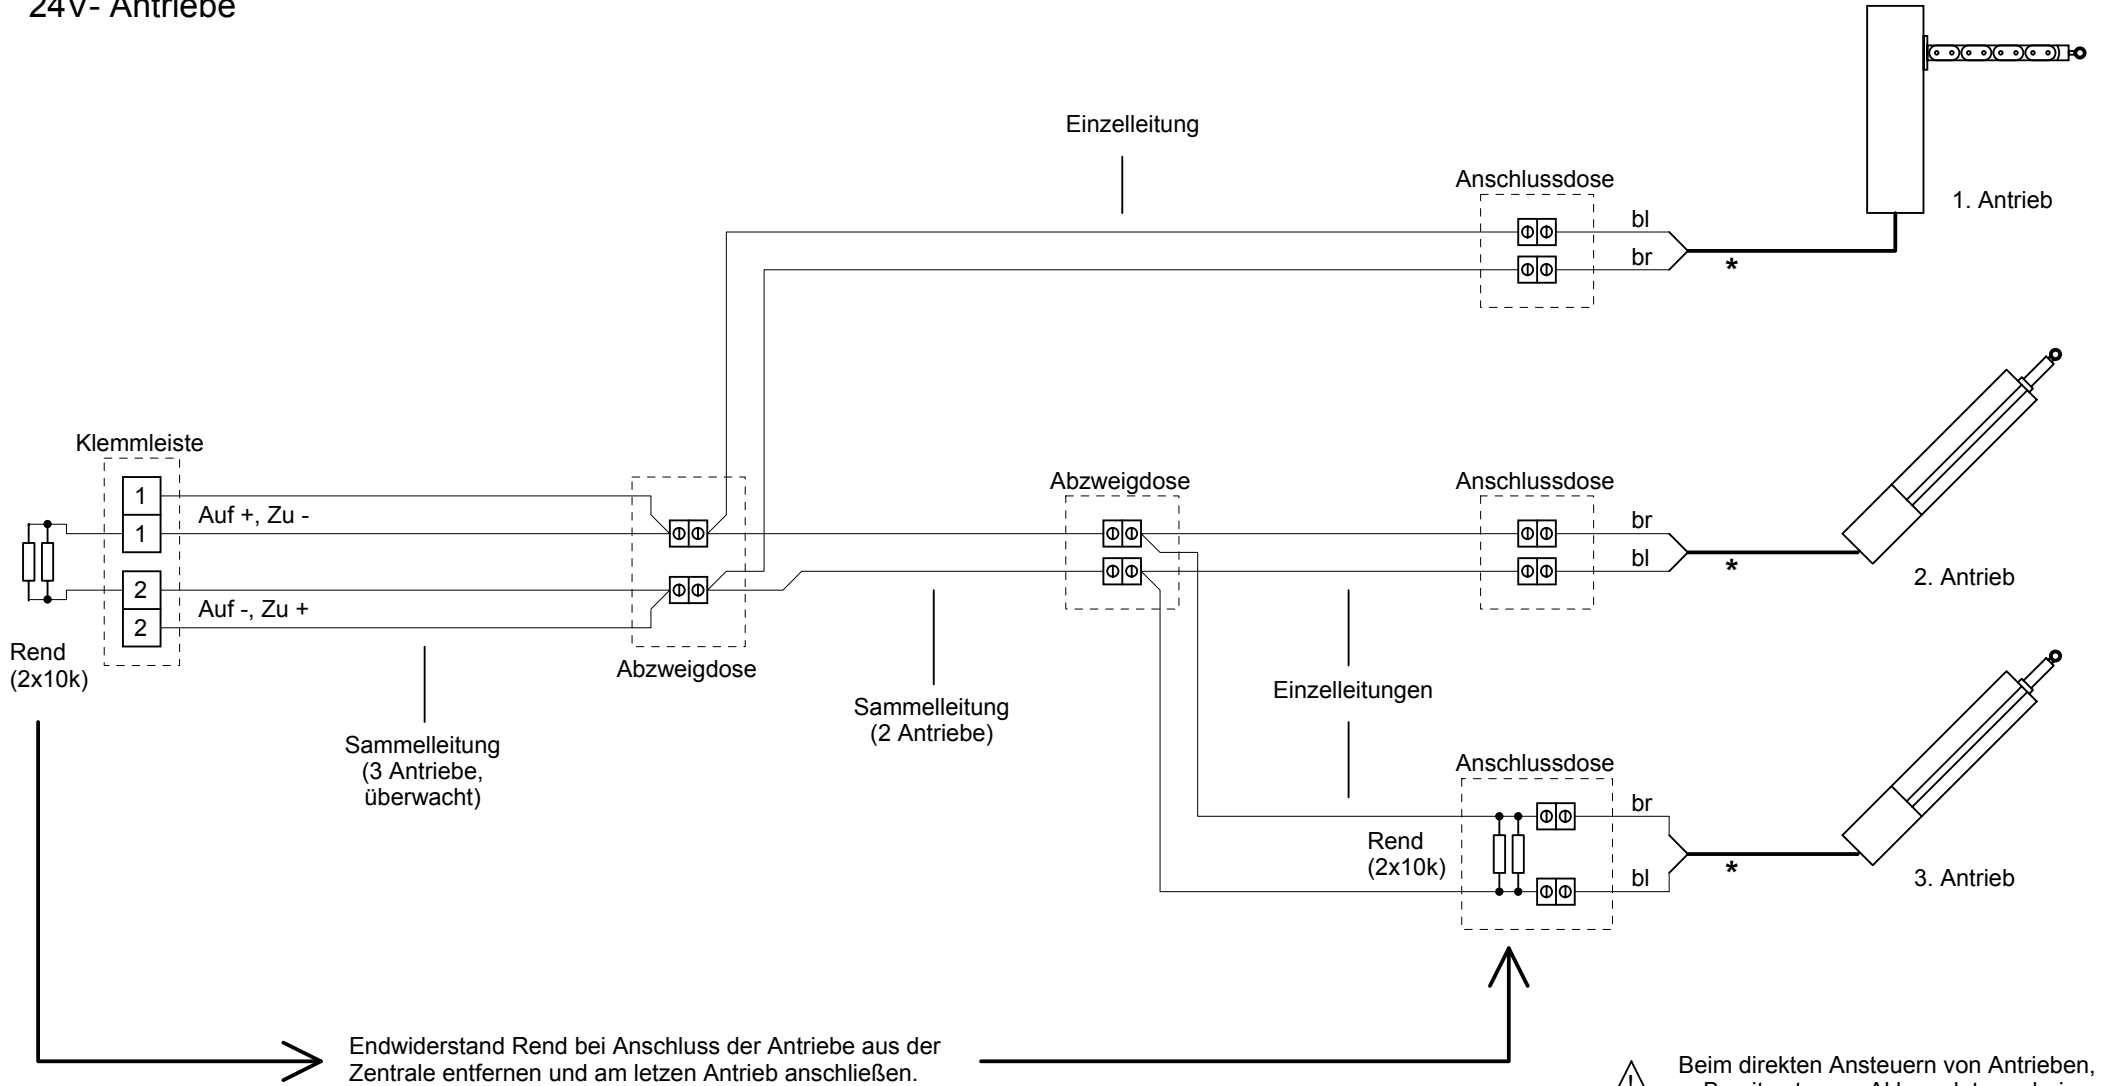 24V- Antriebe
Einzelleitung
Anschlussdose
bl
br
*
1. Antrieb
Klemmleiste
1
1
2
2
Auf +, Zu -
Auf -, Zu +
Rend
(2x10k)
Abzweigdose
Sammelleitung
(3 Antriebe,
überwacht)
Sammelleitung
(2 Antriebe)
Abzweigdose
Anschlussdose
br
bl
*
2. Antrieb
Einzelleitungen
Anschlussdose
Rend
(2x10k)
br
bl
*
3. Antrieb
Endwiderstand Rend bei Anschluss der Antriebe aus der
Zentrale entfernen und am letzen Antrieb anschließen.
!
Beim direkten Ansteuern von Antrieben,